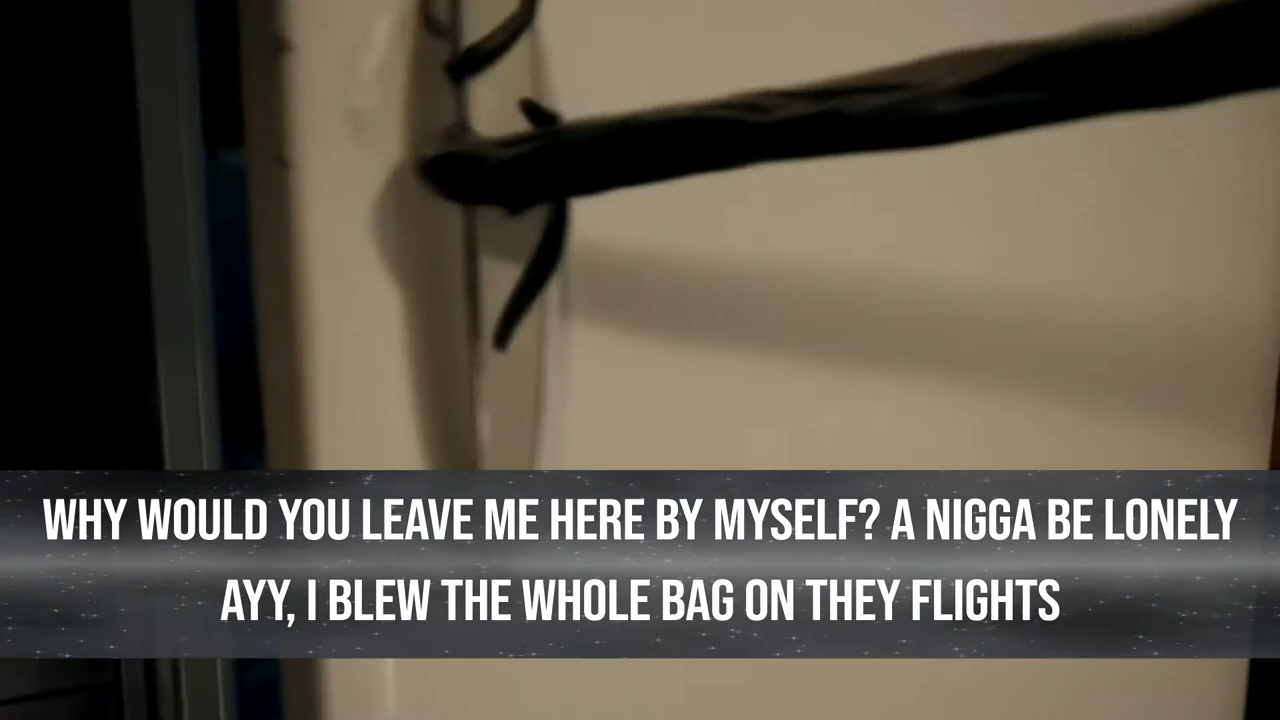 WHY WOULD YOU LEAVE ME HERE BY MYSELF? A NIGGA BE LONELY
AYY, I BLEW THE WHOLE BAG ON THEY FLIGHTS